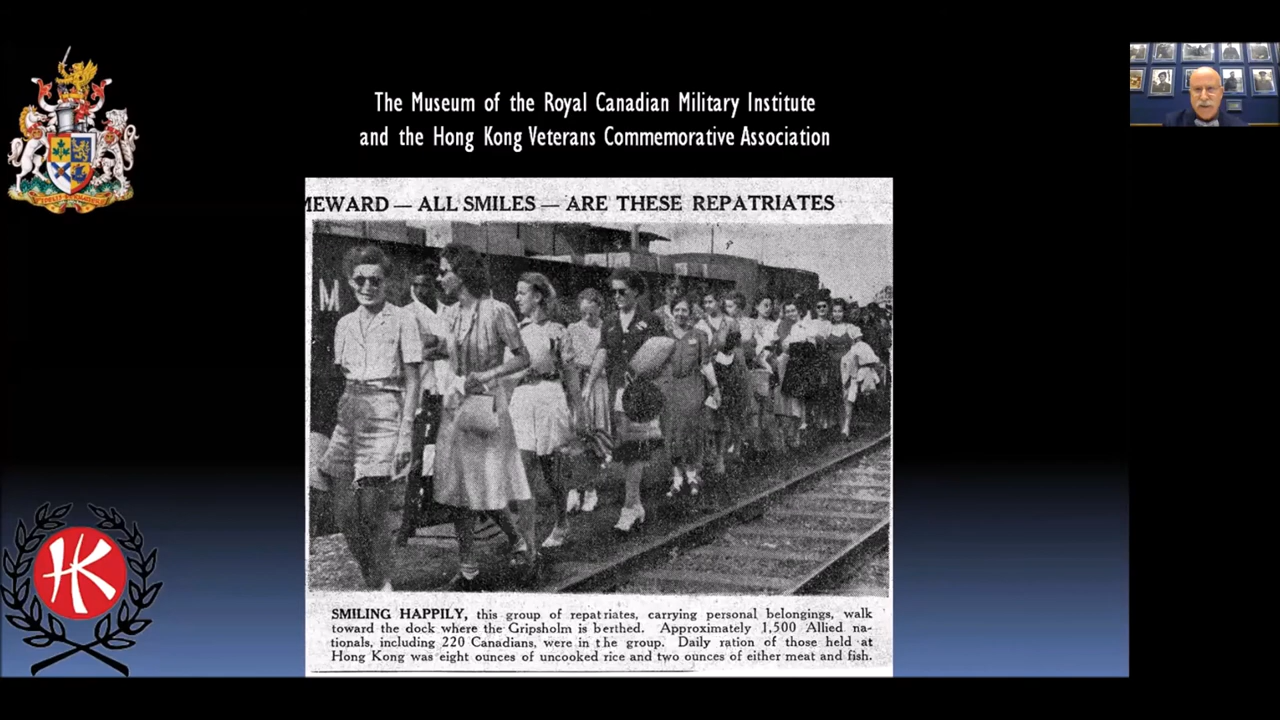 The Museum of the Royal Canadian Military Institute
and the Hong Kong Veterans Commemorative Association
MEWARD — ALL SMILES — ARE THESE REPATRIATES
M
SMILING HAPPILY, this group of repatriates, carrying personal belongings, walk
toward the dock where the Gripsholm is berthed. Approximately 1,500 Allied na-
tionals, including 220 Canadians, were in the group. Daily ration of those held at
Hong Kong was eight ounces of uncooked rice and two ounces of either meat and fish.
HK